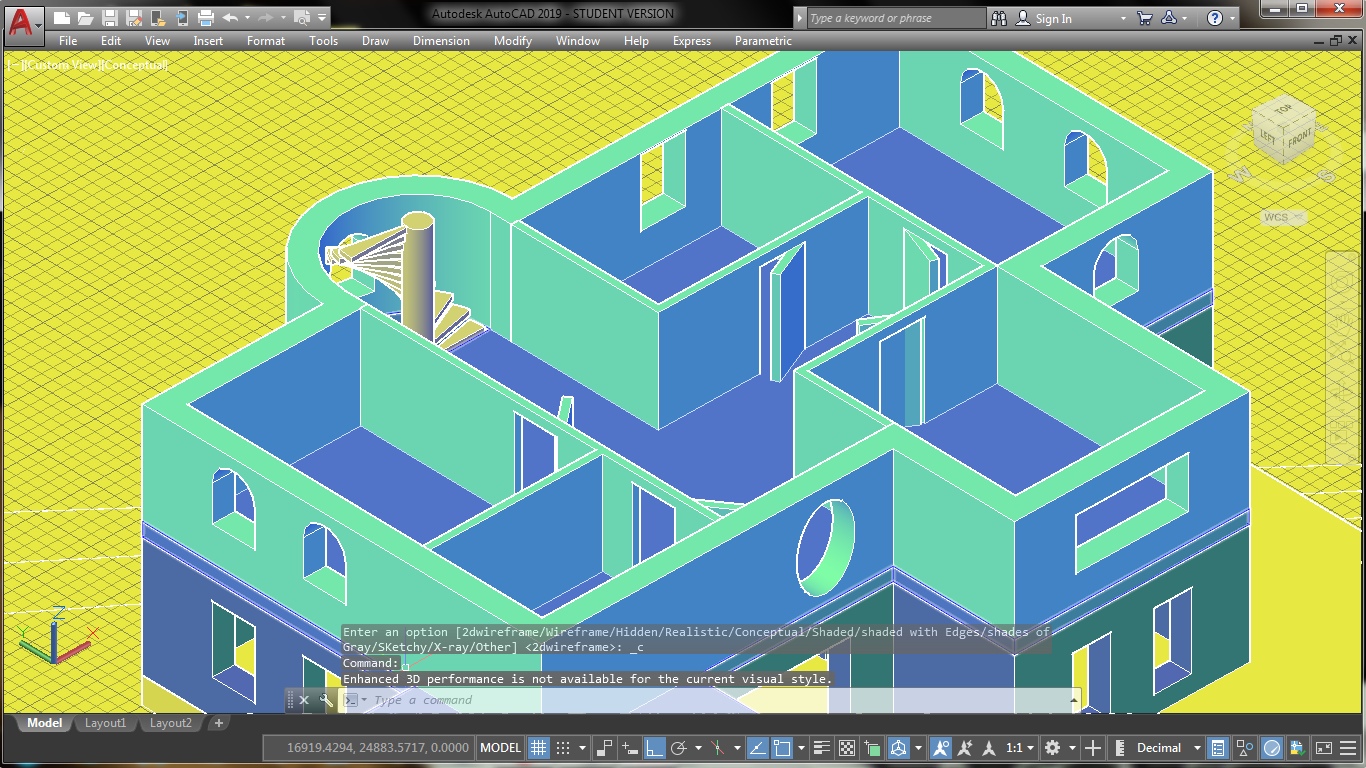 Autodesk AutoCAD 2019 - STUDENT VERSION
Type a keyword or phrase
Sign In
File Edit View Insert Format Tools Draw Dimension Modify Window Help Express Parametric
[−][Custom View][Conceptual]
TOP
LEFT FRONT
W S
WCS
Z
Y X
Enter an option [2dwireframe/Wireframe/Hidden/Realistic/Conceptual/Shaded/shaded with Edges/shades of
Gray/SKetchy/X-ray/Other] <2dwireframe>: _c
Command:
Enhanced 3D performance is not available for the current visual style.
Type a command
Model Layout1 Layout2 +
16919.4294, 24883.5717, 0.0000 MODEL 1:1 Decimal